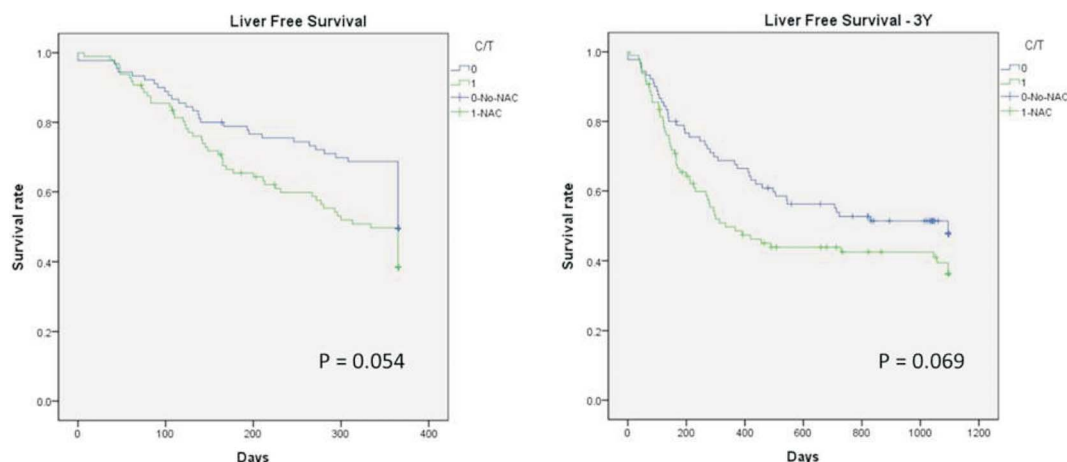 Liver Free Survival
C/T
0
1
0-No-NAC
1-NAC
1.0
0.8
0.6
0.4
0.2
0.0
Survival rate
P = 0.054
0 100 200 300 400
Days
Liver Free Survival - 3Y
C/T
0
1
0-No-NAC
1-NAC
1.0
0.8
0.6
0.4
0.2
0.0
Survival rate
P = 0.069
0 200 400 600 800 1000 1200
Days